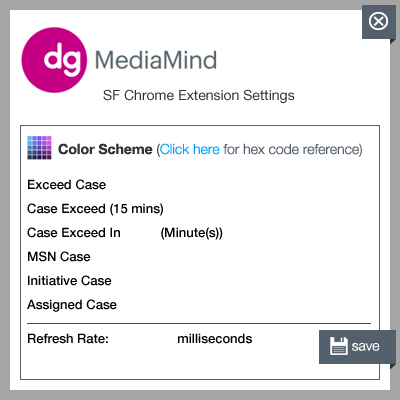 dg MediaMind
SF Chrome Extension Settings
Color Scheme (Click here for hex code reference)
Exceed Case
Case Exceed (15 mins)
Case Exceed In (Minute(s))
MSN Case
Initiative Case
Assigned Case
Refresh Rate: milliseconds
save